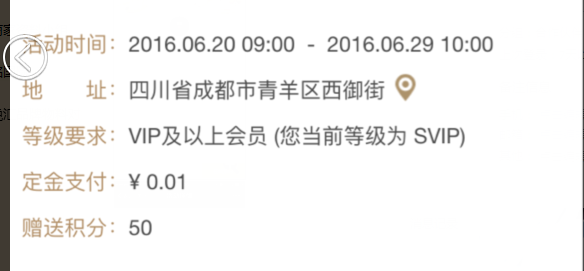 活动时间：2016.06.20 09:00 - 2016.06.29 10:00
地 址：四川省成都市青羊区西御街
等级要求：VIP及以上会员 (您当前等级为 SVIP)
定金支付：¥ 0.01
赠送积分：50